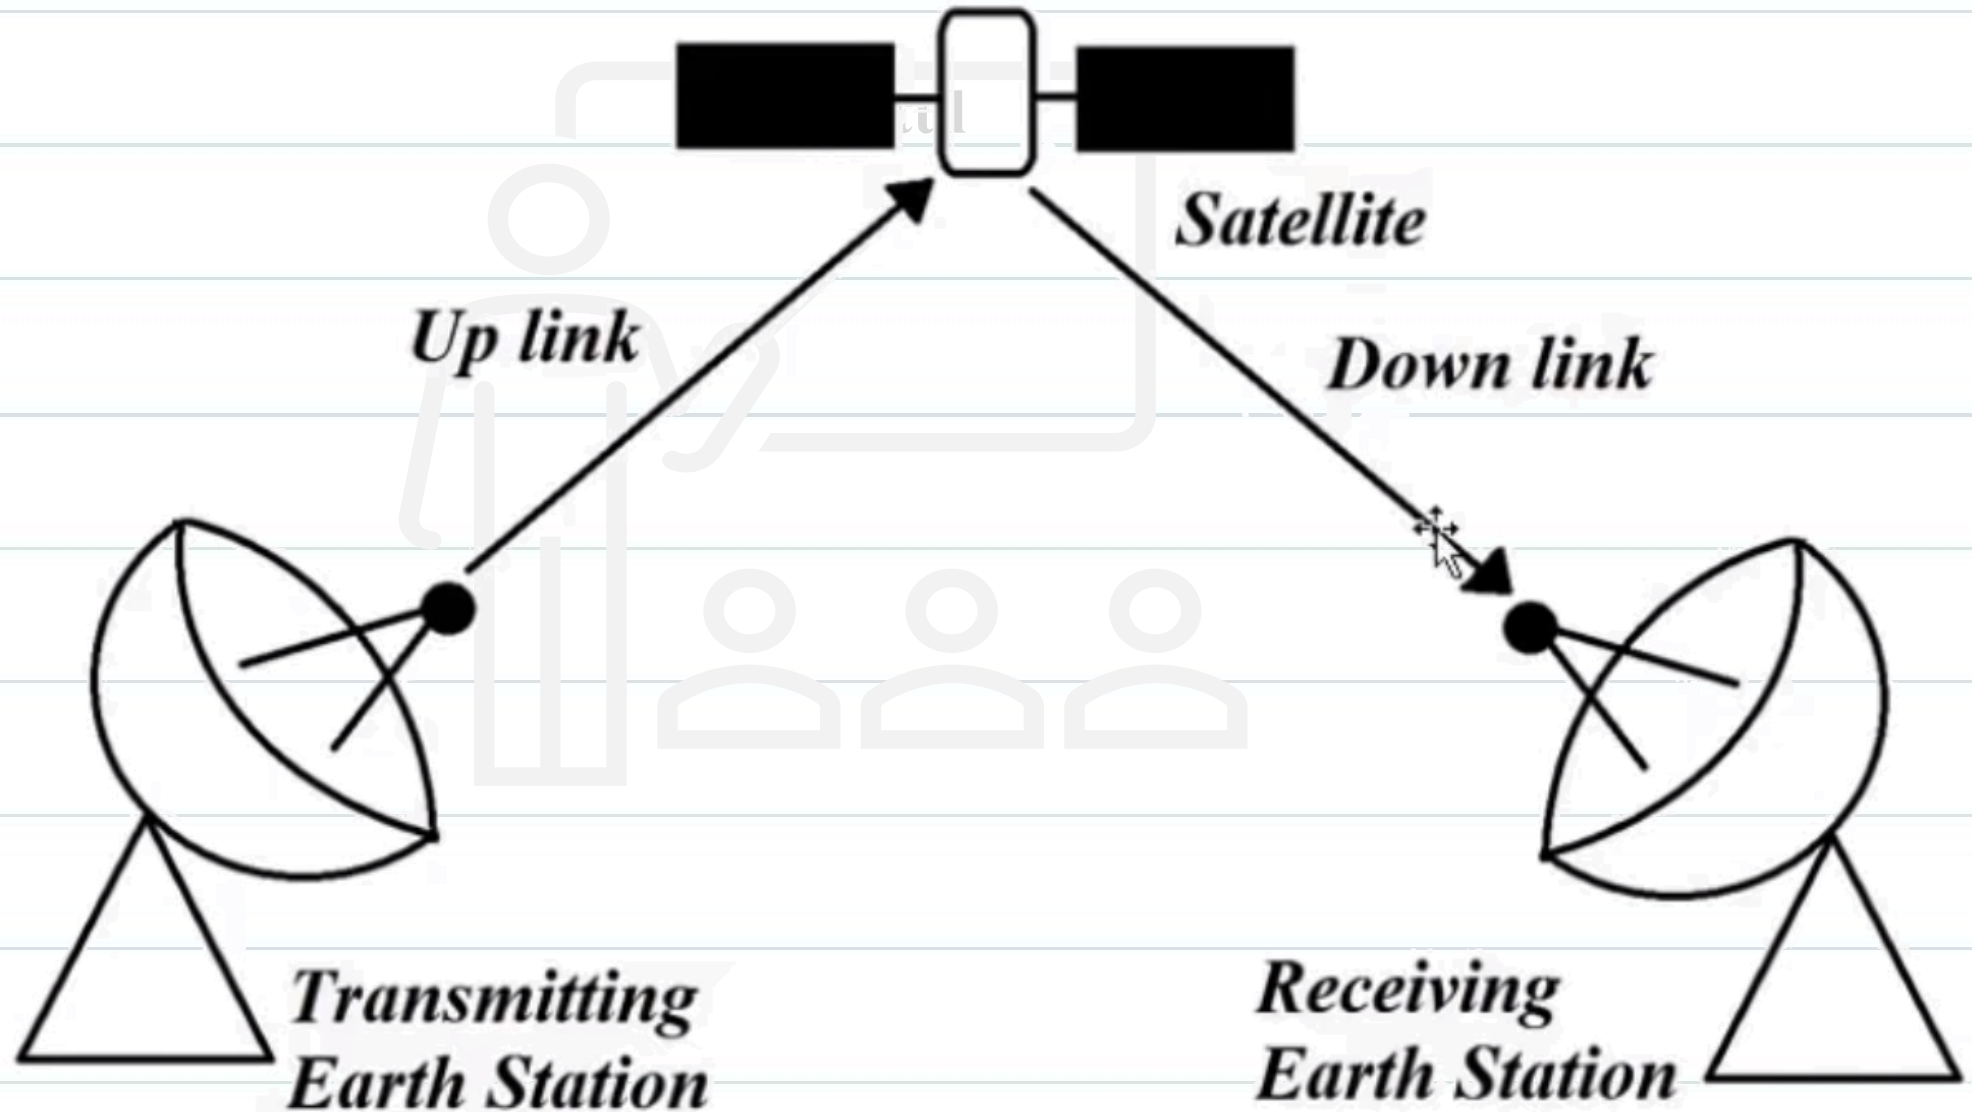 Satellite
Up link
Down link
Transmitting
Earth Station
Receiving
Earth Station